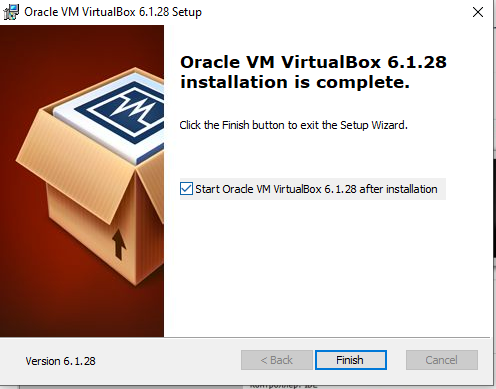 Oracle VM VirtualBox 6.1.28 Setup
Oracle VM VirtualBox 6.1.28
installation is complete.
Click the Finish button to exit the Setup Wizard.
Start Oracle VM VirtualBox 6.1.28 after installation
Version 6.1.28
< Back
Finish
Cancel